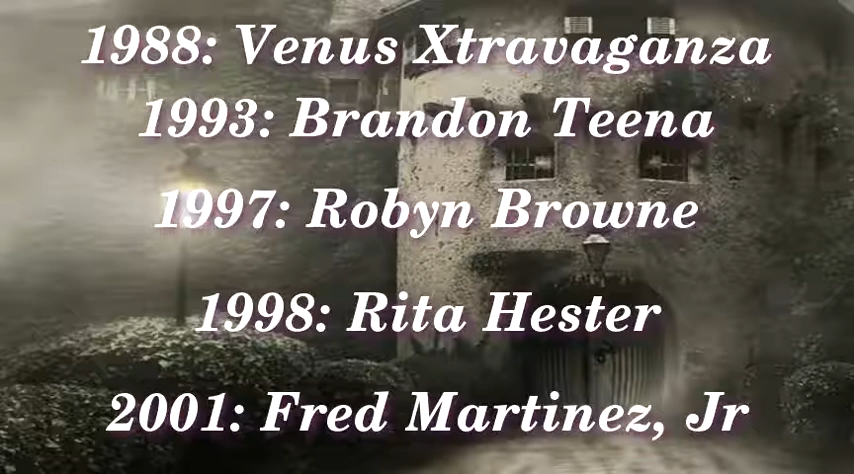 1988: Venus Xtravaganza
1993: Brandon Teena
1997: Robyn Browne
1998: Rita Hester
2001: Fred Martinez, Jr